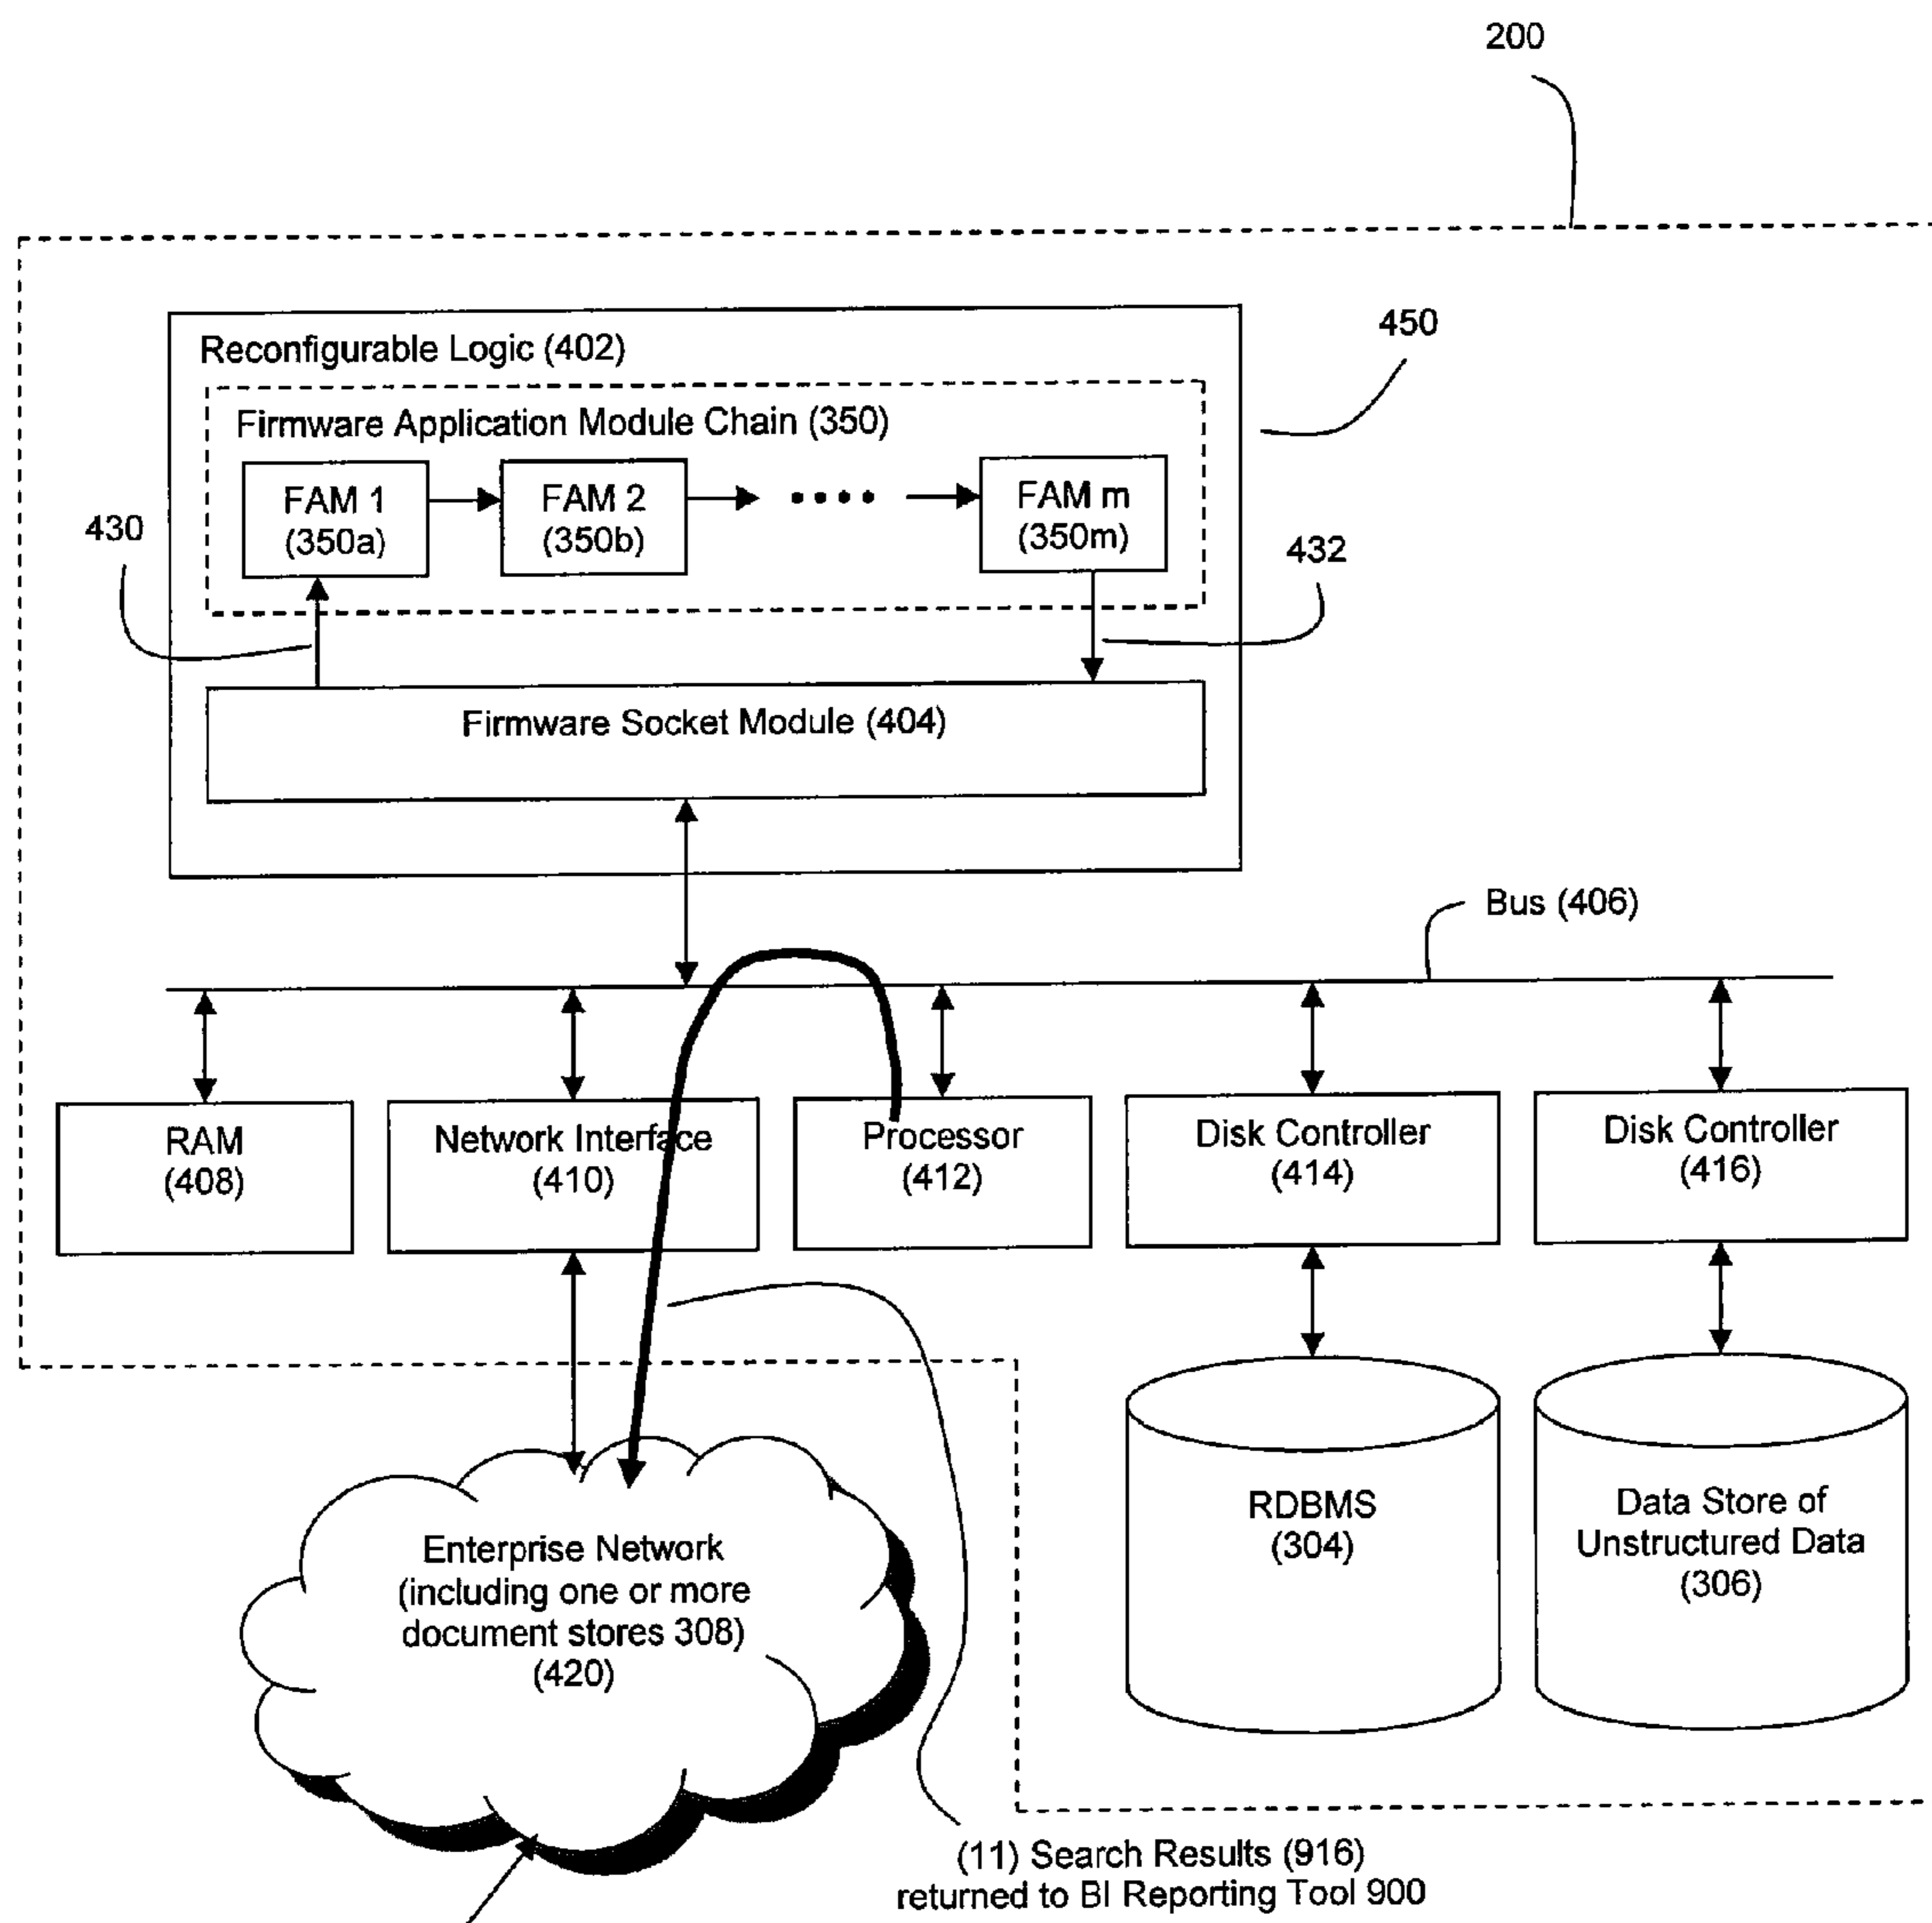 200
450
Reconfigurable Logic (402)
Firmware Application Module Chain (350)
FAM 1
(350a)
FAM 2
(350b)
FAM m
(350m)
430
432
Firmware Socket Module (404)
Bus (406)
RAM
(408)
Network Interface
(410)
Processor
(412)
Disk Controller
(414)
Disk Controller
(416)
Enterprise Network
(including one or more
document stores 308)
(420)
RDBMS
(304)
Data Store of
Unstructured Data
(306)
(11) Search Results (916)
returned to BI Reporting Tool 900